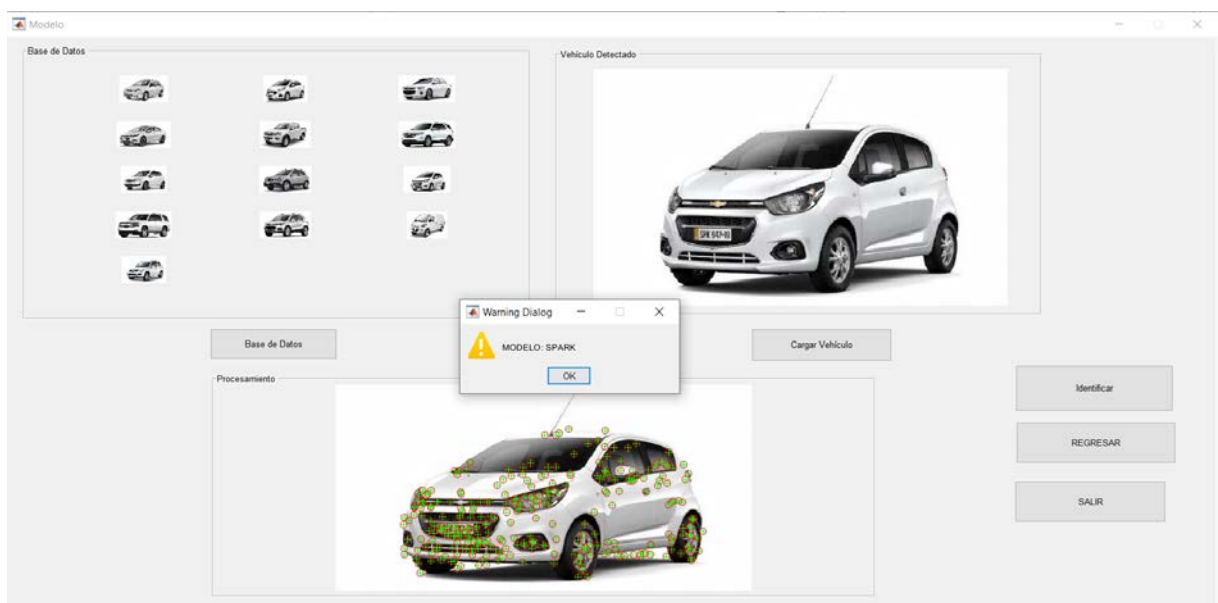 Modelo
Base de Datos
Vehículo Detectado
Warning Dialog
MODELO: SPARK
OK
Base de Datos
Cargar Vehículo
Procesamiento
Identificar
REGRESAR
SALIR